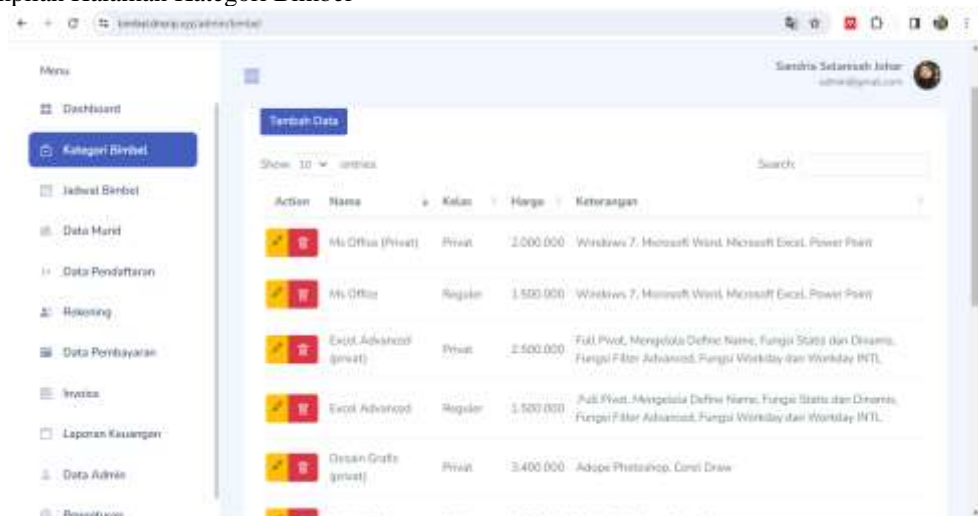 Halaman Kategori Bimbel
Menu
Dashboard
Kategori Bimbel
Jadwal Bimbel
Data Murid
Data Pendaftaran
Rekening
Data Pembayaran
Invoice
Laporan Keuangan
Data Admin
Tambah Data
Show 10 entries
Search:
Action Nama Kelas Harga Keterangan
Ms Office (Privat) Privat 2.000.000 Windows 7, Microsoft Word, Microsoft Excel, Power Point
Ms Office Reguler 1.500.000 Windows 7, Microsoft Word, Microsoft Excel, Power Point
Excel Advanced (privat) Privat 2.500.000 Full Pivot, Mengelola Define Name, Fungsi Statis dan Dinamis,
Fungsi Filter Advanced, Fungsi Workday dan Workday INTL
Excel Advanced Reguler 1.500.000 Full Pivot, Mengelola Define Name, Fungsi Statis dan Dinamis,
Fungsi Filter Advanced, Fungsi Workday dan Workday INTL
Desain Grafis (privat) Privat 3.400.000 Adope Photoshop, Corel Draw